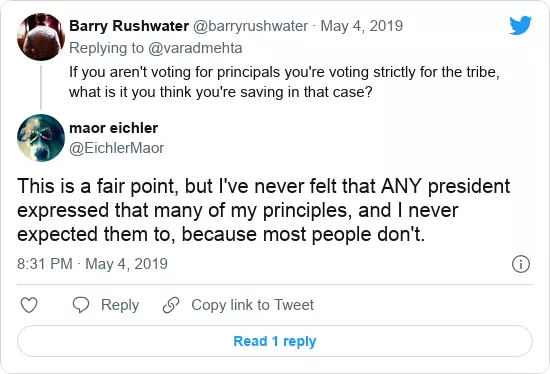 Barry Rushwater @barryrushwater · May 4, 2019
Replying to @varadmehta
If you aren't voting for principals you're voting strictly for the tribe,
what is it you think you're saving in that case?
maor eichler
@EichlerMaor
This is a fair point, but I've never felt that ANY president
expressed that many of my principles, and I never
expected them to, because most people don't.
8:31 PM · May 4, 2019
Reply
Copy link to Tweet
Read 1 reply